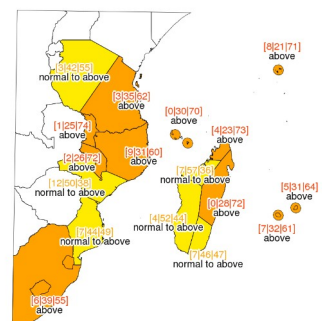 [8|21|71]
above
[3|42|55]
normal to above
[3|35|62]
above
[0|30|70]
above
[1|25|74]
above
[4|23|73]
above
[9|31|60]
above
[2|26|72]
above
[7|57|36]
normal to above
[12|50|38]
normal to above
[5|31|64]
above
[0|28|72]
above
[4|52|44]
normal to above
[7|32|61]
above
[7|44|49]
normal to above
[7|46|47]
normal to above
[6|39|55]
above